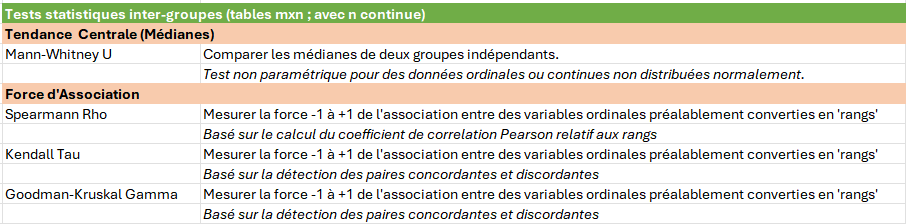 Tests statistiques inter-groupes (tables mxn ; avec n continue)
Tendance Centrale (Médianes)
Mann-Whitney U Comparer les médianes de deux groupes indépendants.
Test non paramétrique pour des données ordinales ou continues non distribuées normalement.
Force d'Association
Spearmann Rho Mesurer la force -1 à +1 de l'association entre des variables ordinales préalablement converties en 'rangs'
Basé sur le calcul du coefficient de correlation Pearson relatif aux rangs
Kendall Tau Mesurer la force -1 à +1 de l'association entre des variables ordinales préalablement converties en 'rangs'
Basé sur la détection des paires concordantes et discordantes
Goodman-Kruskal Gamma Mesurer la force -1 à +1 de l'association entre des variables ordinales préalablement converties en 'rangs'
Basé sur la détection des paires concordantes et discordantes